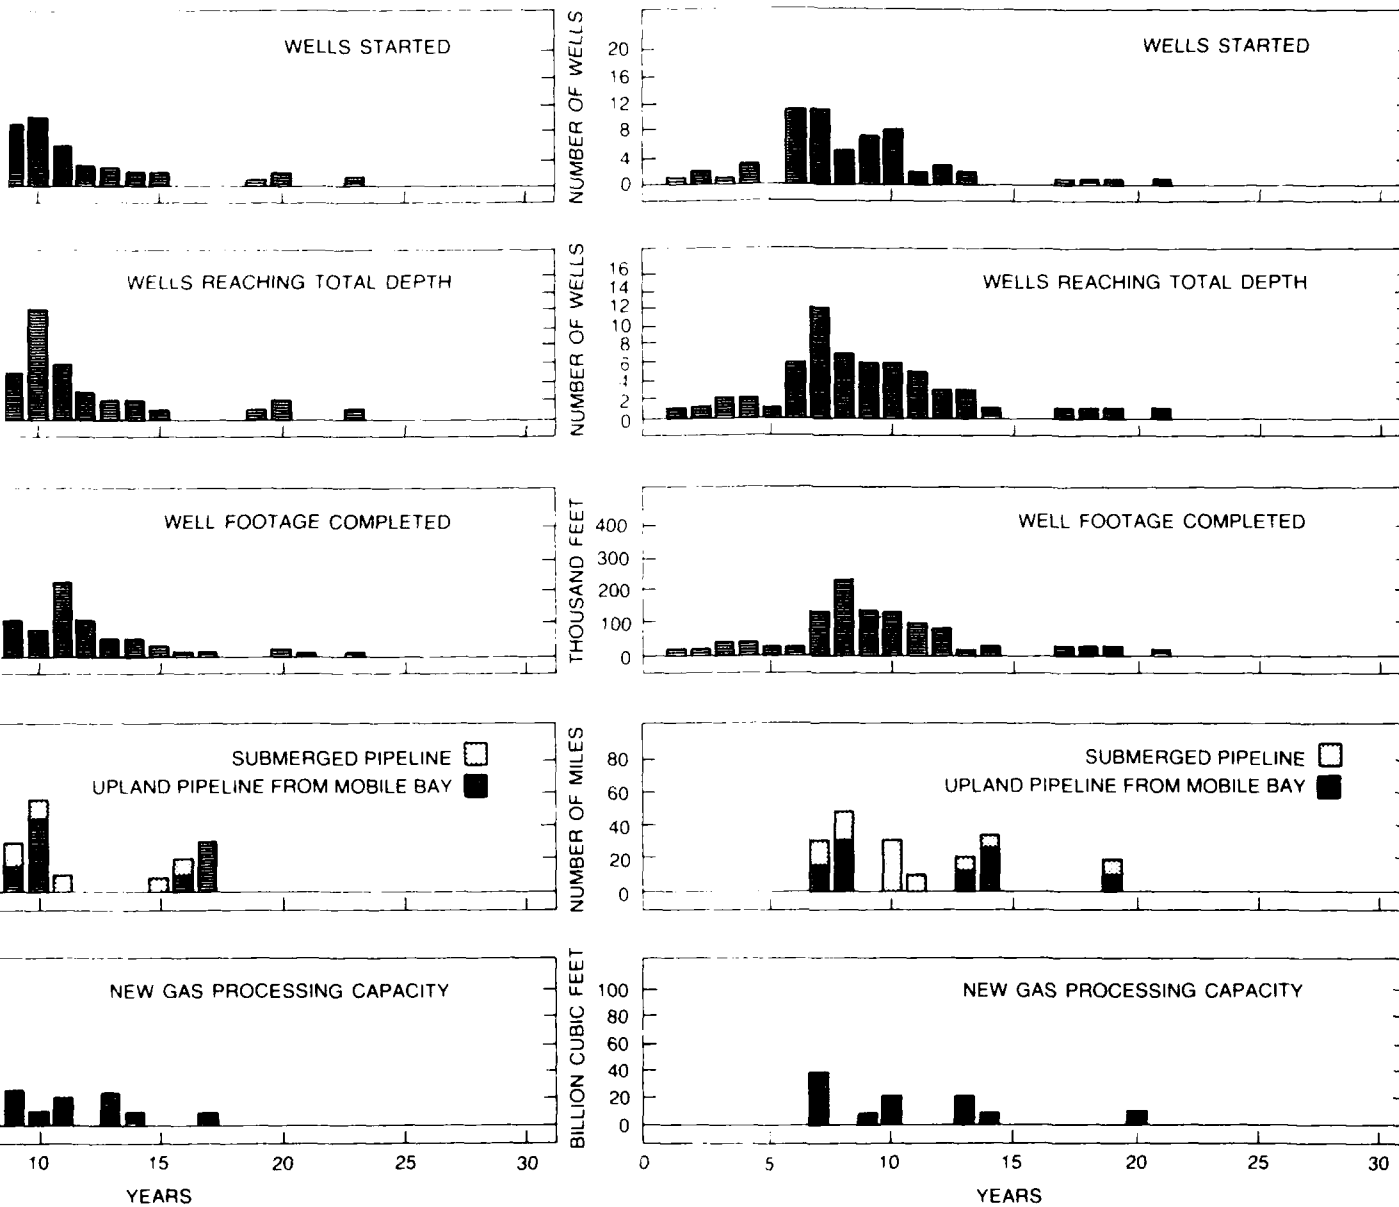 WELLS STARTED
NUMBER OF WELLS
20
16
12
8
4
0
WELLS STARTED
WELLS REACHING TOTAL DEPTH
NUMBER OF WELLS
16
14
12
10
8
6
4
2
0
WELLS REACHING TOTAL DEPTH
WELL FOOTAGE COMPLETED
THOUSAND FEET
400
300
200
100
0
WELL FOOTAGE COMPLETED
SUBMERGED PIPELINE
UPLAND PIPELINE FROM MOBILE BAY
NUMBER OF MILES
80
60
40
20
0
SUBMERGED PIPELINE
UPLAND PIPELINE FROM MOBILE BAY
NEW GAS PROCESSING CAPACITY
BILLION CUBIC FEET
100
80
60
40
20
0
NEW GAS PROCESSING CAPACITY
10 15 20 25 30
YEARS
0 5 10 15 20 25 30
YEARS